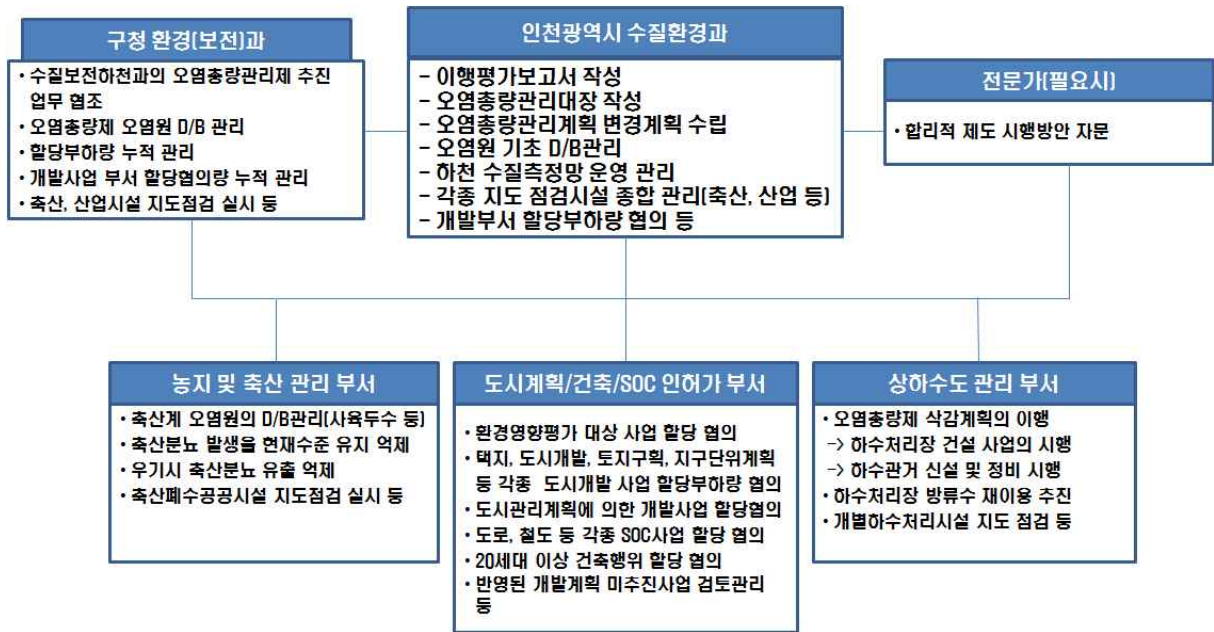 구청 환경(보전)과
• 수질보전하천과의 오염총량관리제 추진
업무 협조
• 오염총량제 오염원 D/B 관리
• 할당부하량 누적 관리
• 개발사업 부서 할당협의량 누적 관리
• 축산, 산업시설 지도점검 실시 등
인천광역시 수질환경과
- 이행평가보고서 작성
- 오염총량관리대장 작성
- 오염총량관리계획 변경계획 수립
- 오염원 기초 D/B관리
- 하천 수질측정망 운영 관리
- 각종 지도 점검시설 종합 관리(축산, 산업 등)
- 개발부서 할당부하량 협의 등
전문가(필요시)
• 합리적 제도 시행방안 자문
농지 및 축산 관리 부서
• 축산계 오염원의 D/B관리(사육두수 등)
• 축산분뇨 발생을 현재수준 유지 억제
• 우기시 축산분뇨 유출 억제
• 축산폐수공공시설 지도점검 실시 등
도시계획/건축/SOC 인허가 부서
• 환경영향평가 대상 사업 할당 협의
• 택지, 도시개발, 토지구획, 지구단위계획
등 각종 도시개발 사업 할당부하량 협의
• 도시관리계획에 의한 개발사업 할당협의
• 도로, 철도 등 각종 SOC사업 할당 협의
• 20세대 이상 건축행위 할당 협의
• 반영된 개발계획 미추진사업 검토관리
등
상하수도 관리 부서
• 오염총량제 삭감계획의 이행
-> 하수처리장 건설 사업의 시행
-> 하수관거 신설 및 정비 시행
• 하수처리장 방류수 재이용 추진
• 개별하수처리시설 지도 점검 등